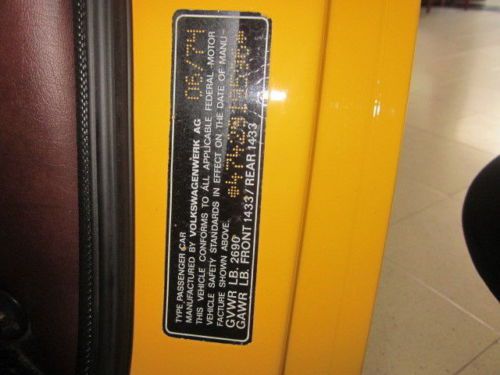 TYPE PASSENGER CAR
MANUFACTURED BY VOLKSWAGENWERK AG 06/74
THIS VEHICLE CONFORMS TO ALL APPLICABLE FEDERAL MOTOR
VEHICLE SAFETY STANDARDS IN EFFECT ON THE DATE OF MANU-
FACTURE SHOWN ABOVE.
GVWR LB. 2690
GAWR LB. FRONT 1433/ REAR 1433